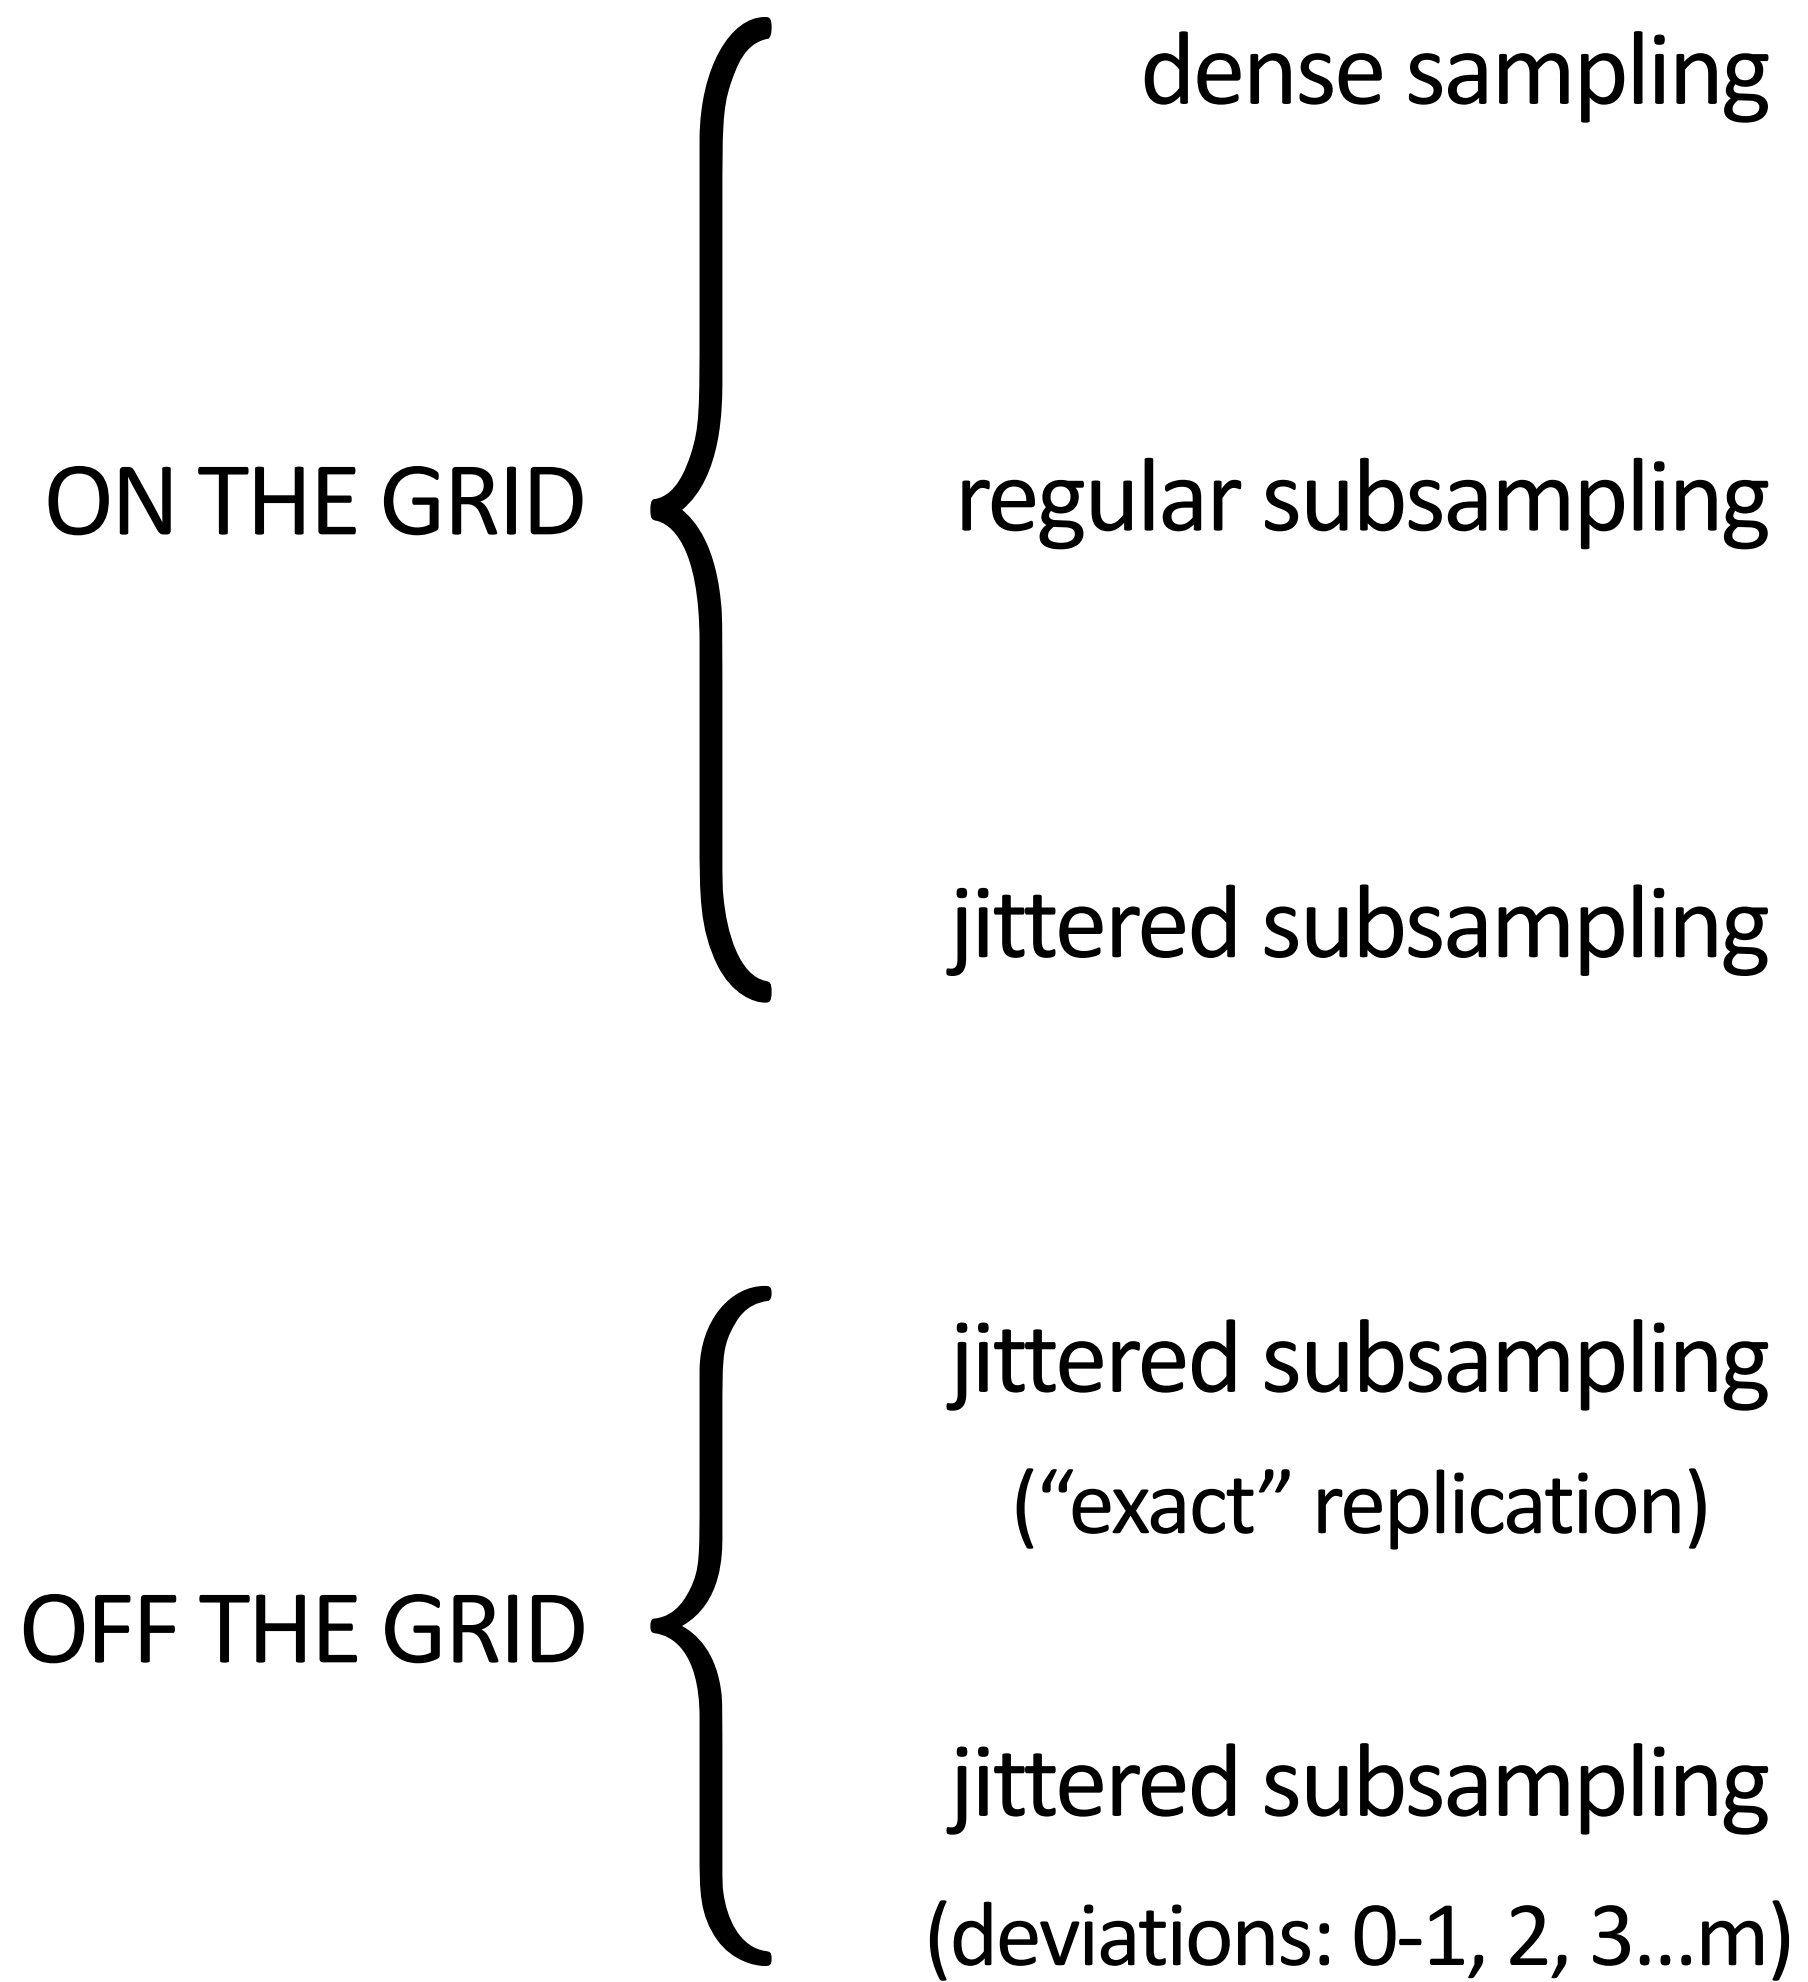 dense sampling
ON THE GRID
regular subsampling
jittered subsampling
jittered subsampling
(“exact” replication)
OFF THE GRID
jittered subsampling
(deviations: 0-1, 2, 3...m)